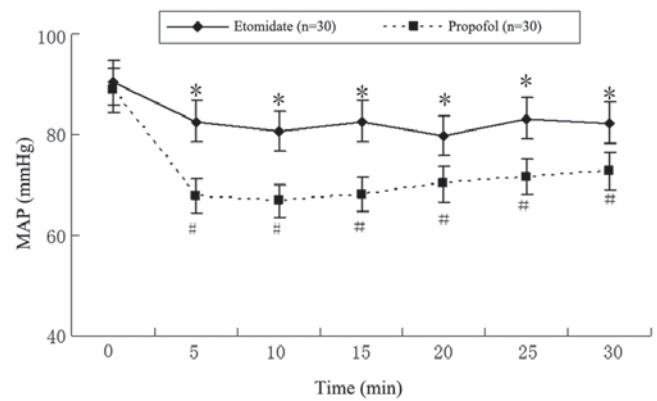 Etomidate (n=30) Propofol (n=30)
100
80
60
40
MAP (mmHg)
* * * * * *
# # # # # #
0 5 10 15 20 25 30
Time (min)